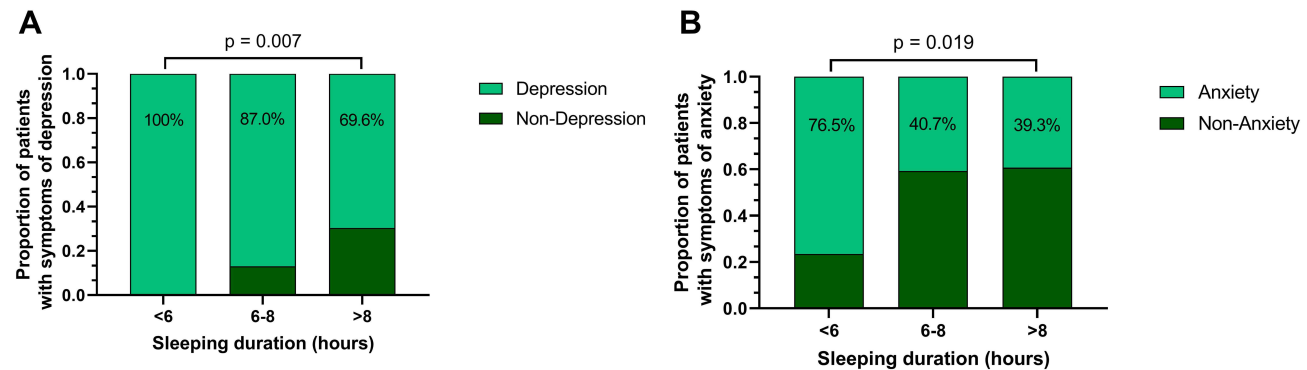 A
p = 0.007
Proportion of patients
with symptoms of depression
1.0
0.8
0.6
0.4
0.2
0.0
100%
87.0%
69.6%
<6
6-8
>8
Sleeping duration (hours)
Depression
Non-Depression
B
p = 0.019
Proportion of patients
with symptoms of anxiety
1.0
0.8
0.6
0.4
0.2
0.0
76.5%
40.7%
39.3%
<6
6-8
>8
Sleeping duration (hours)
Anxiety
Non-Anxiety